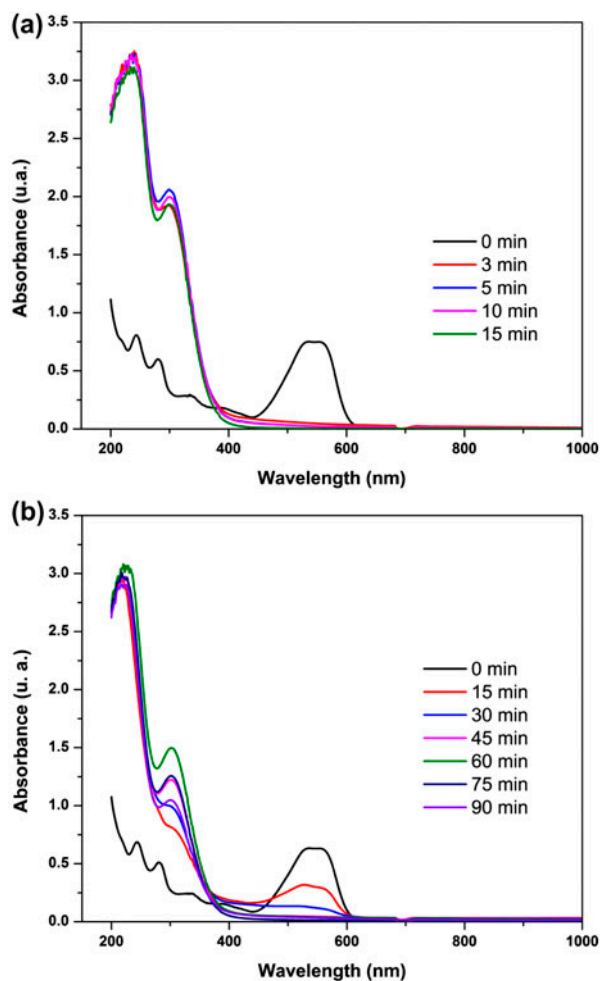 (a)
3.5
3.0
2.5
2.0
1.5
1.0
0.5
0.0
Absorbance (u.a.)
0 min
3 min
5 min
10 min
15 min
200 400 600 800 1000
Wavelength (nm)
(b)
3.5
3.0
2.5
2.0
1.5
1.0
0.5
0.0
Absorbance (u. a.)
0 min
15 min
30 min
45 min
60 min
75 min
90 min
200 400 600 800 1000
Wavelength (nm)